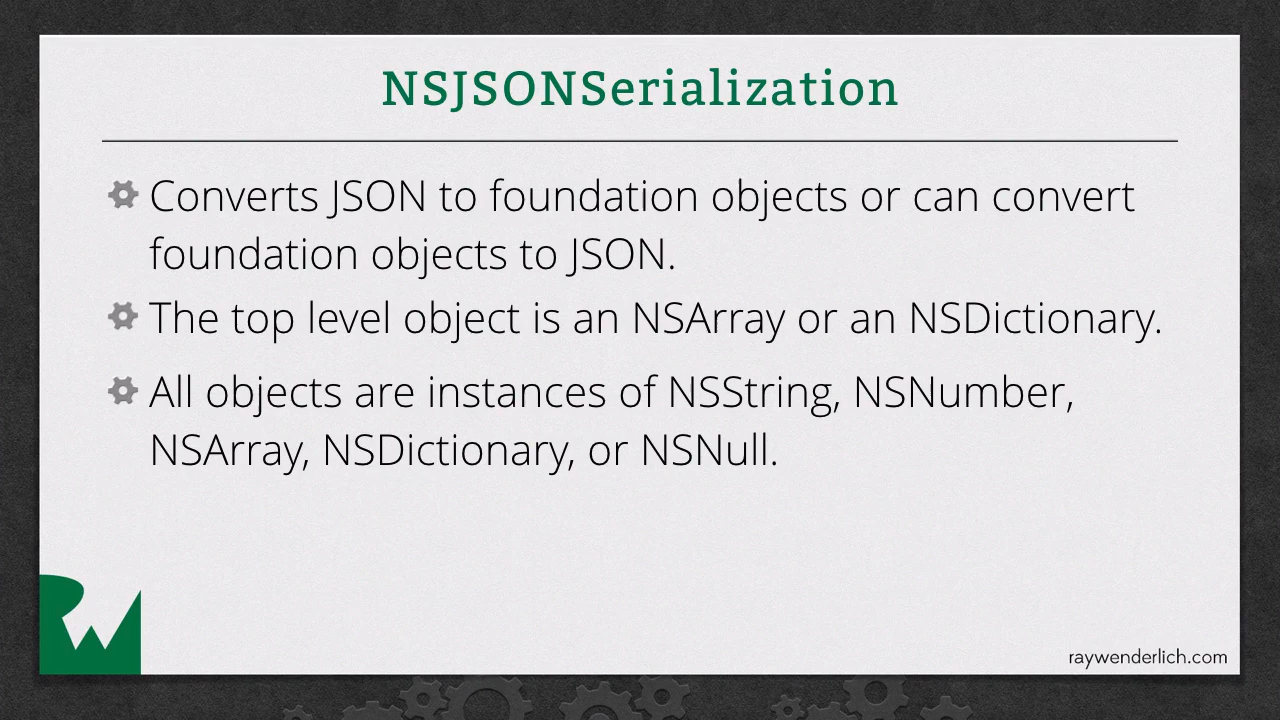 NSJSONSerialization
Converts JSON to foundation objects or can convert
foundation objects to JSON.
The top level object is an NSArray or an NSDictionary.
All objects are instances of NSString, NSNumber,
NSArray, NSDictionary, or NSNull.
RW
raywenderlich.com